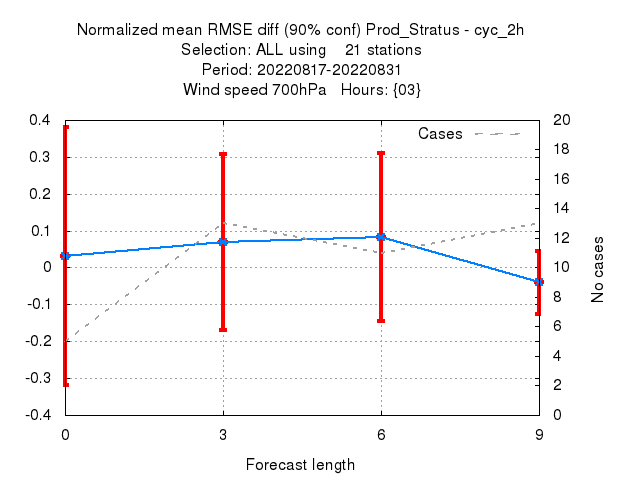 Normalized mean RMSE diff (90% conf) Prod_Stratus - cyc_2h
Selection: ALL using    21 stations
Period: 20220817-20220831
Wind speed 700hPa   Hours: {03}
Cases
0.4
0.3
0.2
0.1
0
-0.1
-0.2
-0.3
-0.4
20
18
16
14
12
10
8
6
4
2
0
No cases
0 3 6 9
Forecast length